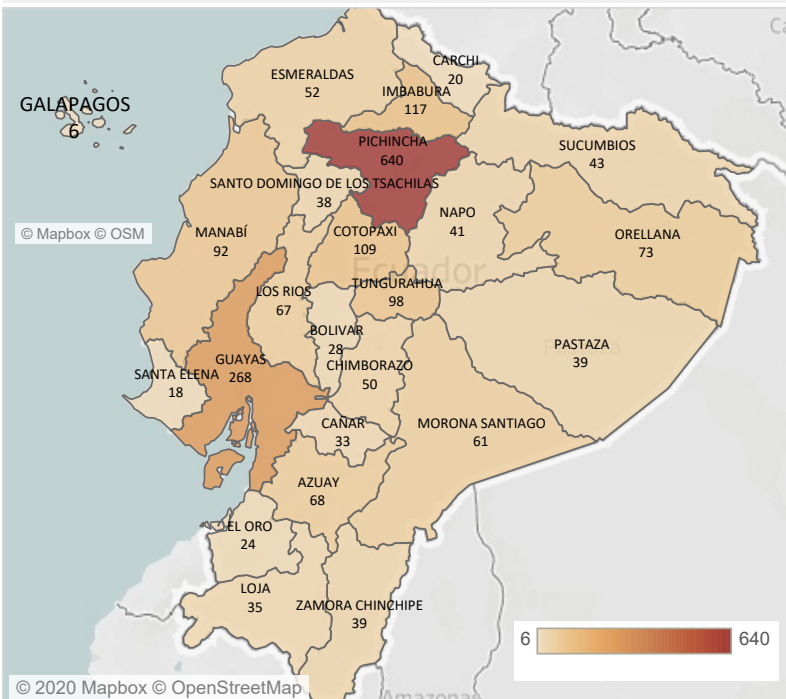 CARCHI
20
ESMERALDAS
52
IMBABURA
117
GALAPAGOS
6
PICHINCHA
640
SUCUMBIOS
43
SANTO DOMINGO DE LOS TSACHILAS
38
NAPO
41
© Mapbox © OSM
MANABÍ
92
COTOPAXI
109
ORELLANA
73
Ecuador
LOS RIOS
67
TUNGURAHUA
98
BOLIVAR
28
PASTAZA
39
GUAYAS
268
CHIMBORAZO
50
SANTA ELENA
18
CAÑAR
33
MORONA SANTIAGO
61
AZUAY
68
EL ORO
24
LOJA
35
ZAMORA CHINCHIPE
39
6
640
© 2020 Mapbox © OpenStreetMap
Amazonas